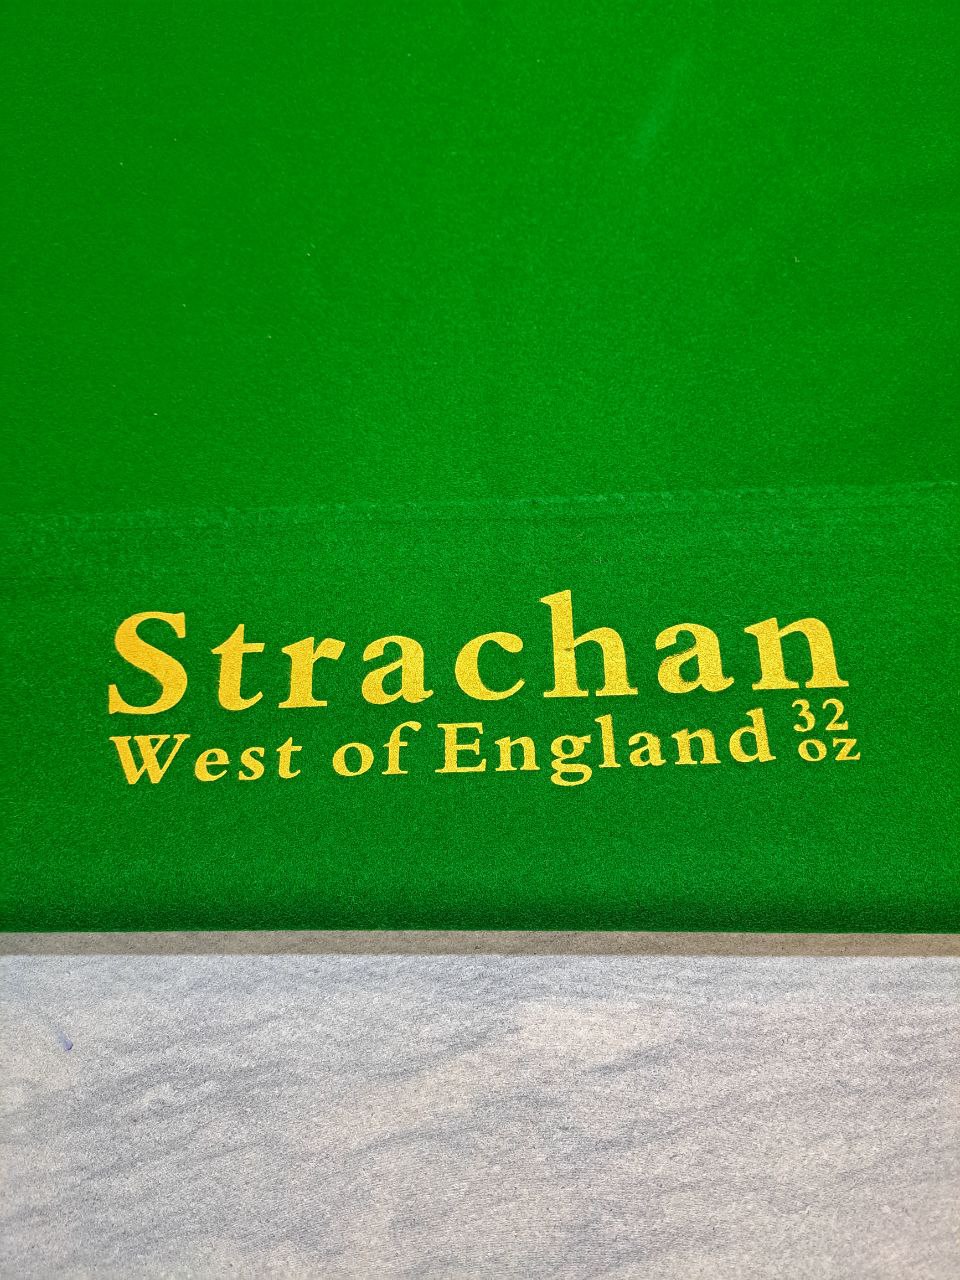 Strachan
West of England 32 oz